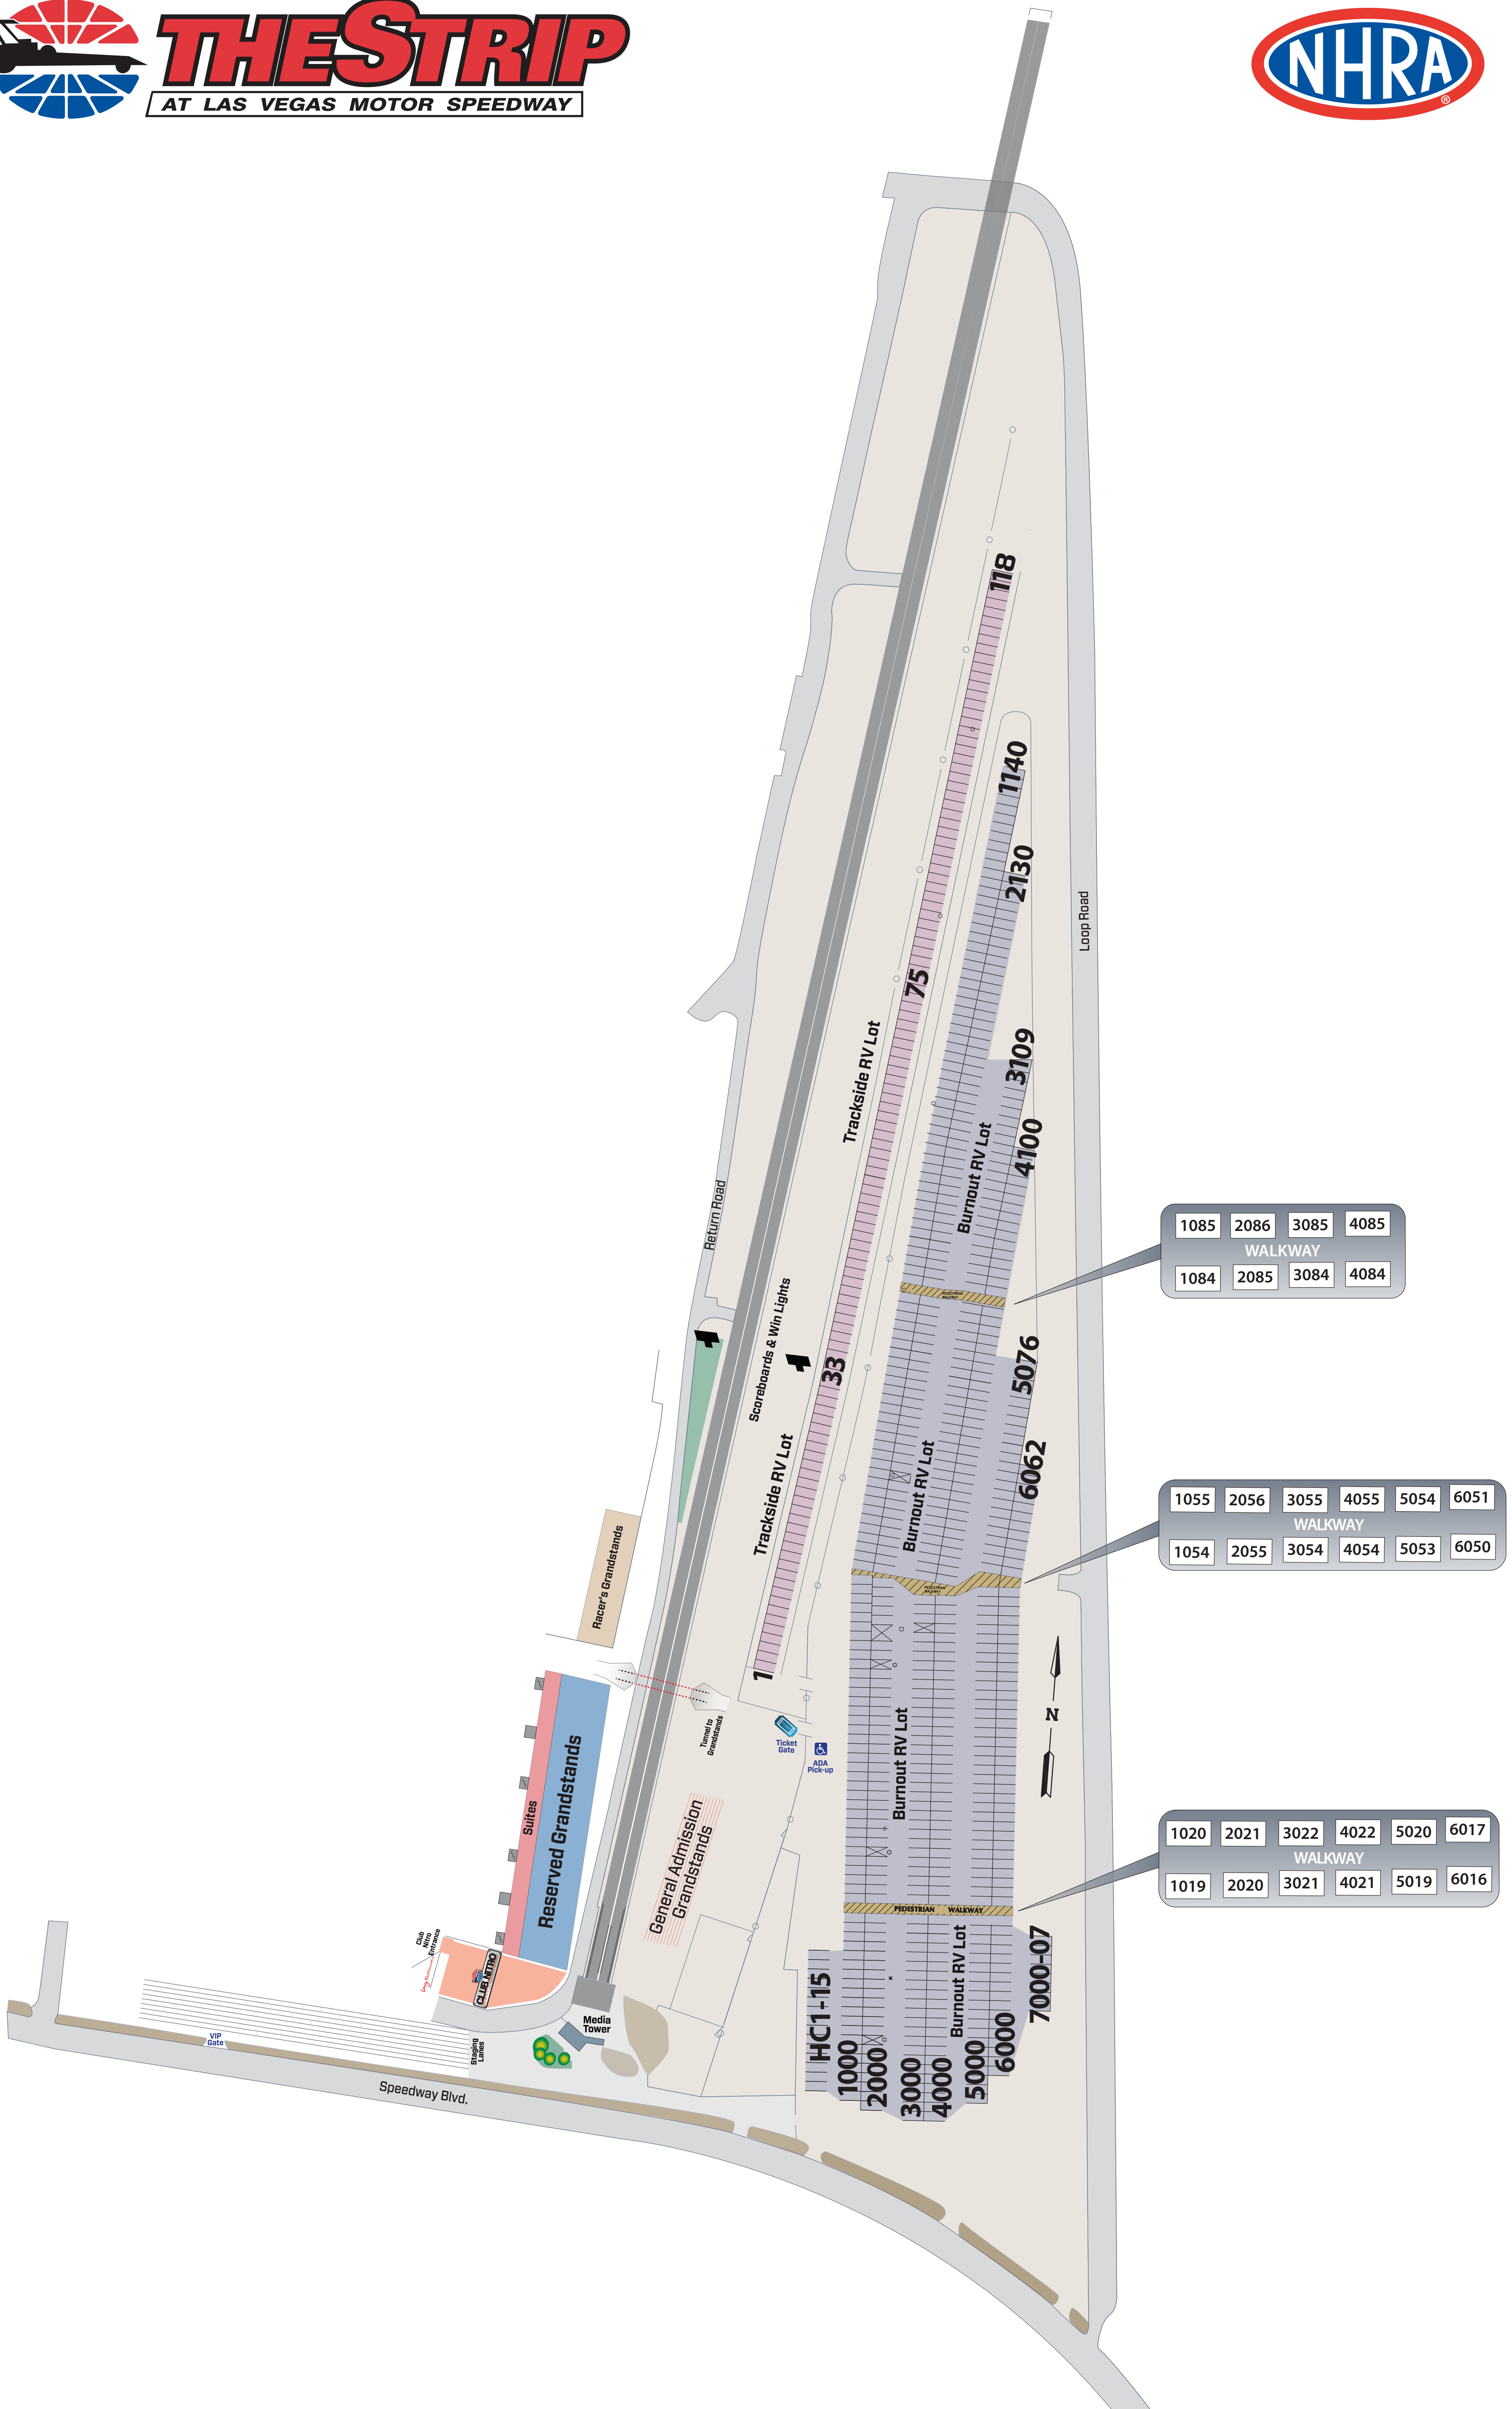 THE STRIP
AT LAS VEGAS MOTOR SPEEDWAY
NHRA
®
118
1140
2130
Loop Road
75
Trackside RV Lot
3109
4100
Burnout RV Lot
Return Road
1085 2086 3085 4085
WALKWAY
1084 2085 3084 4084
PEDESTRIAN
WALKWAY
Scoreboards & Win Lights
33
5076
Trackside RV Lot
Burnout RV Lot
6062
1055 2056 3055 4055 5054 6051
WALKWAY
1054 2055 3054 4054 5053 6050
Racer's Grandstands
PEDESTRIAN
WALKWAY
1
N
Tunnel to
Grandstands
Ticket
Gate
ADA
Pick-up
Burnout RV Lot
Suites
Reserved Grandstands
General Admission
Grandstands
1020 2021 3022 4022 5020 6017
WALKWAY
1019 2020 3021 4021 5019 6016
PEDESTRIAN WALKWAY
Club
Nitro
Entrance
CLUB NITRO
Burnout RV Lot
7000-07
HC1-15
Media
Tower
VIP
Gate
Staging
Lanes
1000
2000
3000
4000
5000
6000
Speedway Blvd.